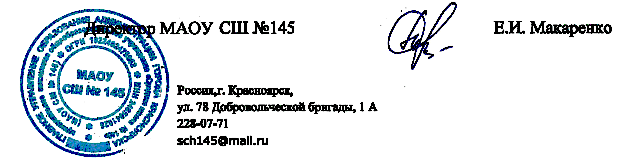 Директор МАОУ СШ №145 Е.И. Макаренко
МАОУ
СШ № 145
Россия,г. Красноярск,
ул. 78 Добровольческой бригады, 1 А
228-07-71
sch145@mail.ru